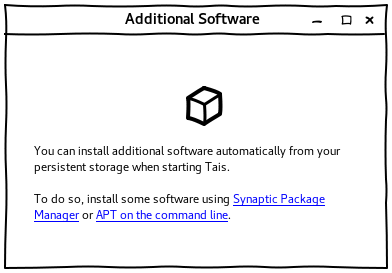 Additional Software
You can install additional software automatically from your
persistent storage when starting Tais.
To do so, install some software using Synaptic Package
Manager or APT on the command line.